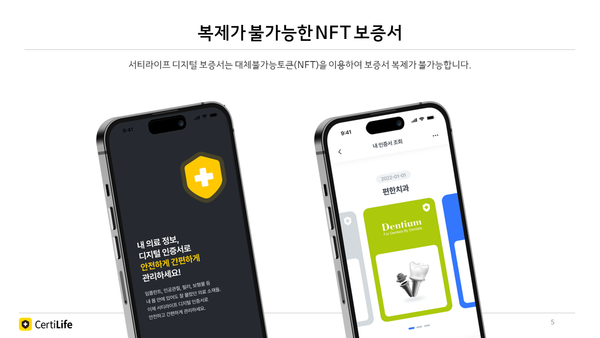 복제가 불가능한 NFT 보증서
서티라이프 디지털 보증서는 대체불가능토큰(NFT)을 이용하여 보증서 복제가 불가능합니다.
9:41
내 의료 정보,
디지털 인증서로
안전하게 간편하게
관리하세요!
임플란트, 인공관절, 필러, 보형물 등
내 몸 안에 있어도 잘 몰랐던 의료 소재들,
이제 서티라이프 디지털 인증서로
안전하고 간편하게 관리하세요.
9:41
내 인증서 조회
2022-01-01
편한치과
Dentium
For Dentists By Dentists
CertiLife
5